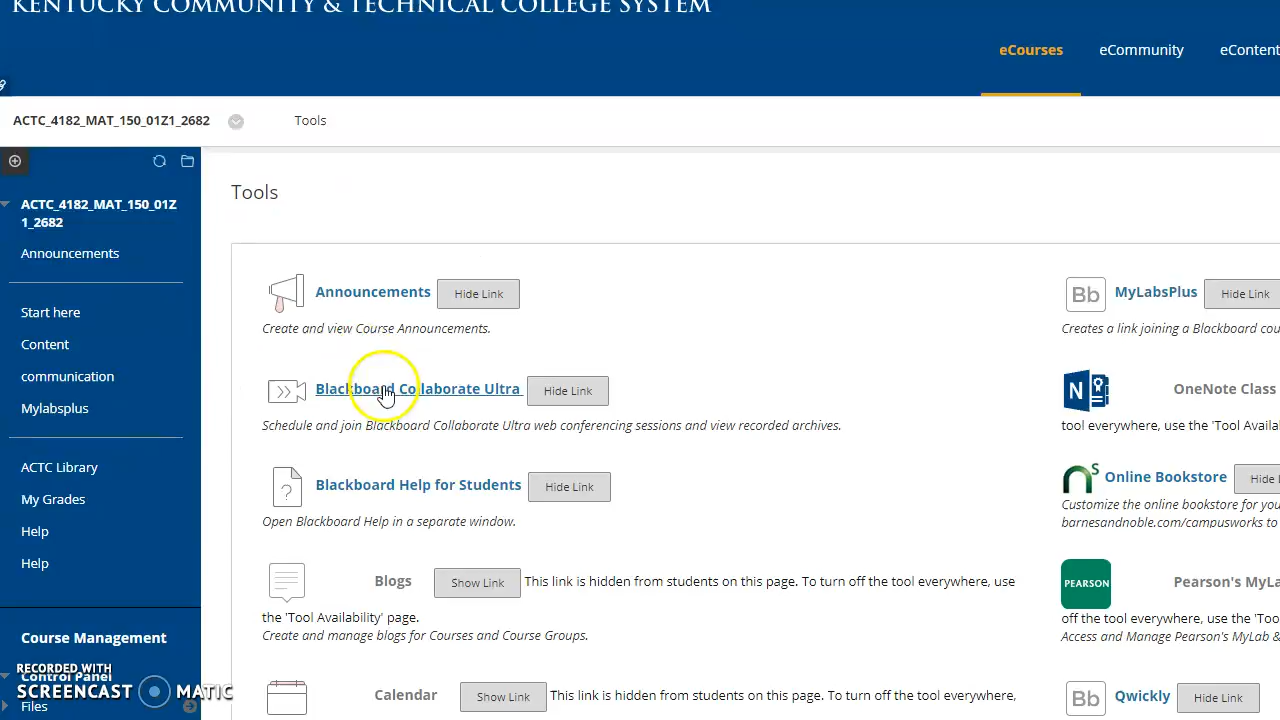 KENTUCKY COMMUNITY & TECHNICAL COLLEGE SYSTEM
eCourses
eCommunity
eContent
ACTC_4182_MAT_150_01Z1_2682
Tools
ACTC_4182_MAT_150_01Z
1_2682
Announcements
Start here
Content
communication
Mylabsplus
ACTC Library
My Grades
Help
Help
Course Management
Control Panel
Files
RECORDED WITH
SCREENCAST MATIC
Tools
Announcements Hide Link
Create and view Course Announcements.
Blackboard Collaborate Ultra Hide Link
Schedule and join Blackboard Collaborate Ultra web conferencing sessions and view recorded archives.
? Blackboard Help for Students Hide Link
Open Blackboard Help in a separate window.
Blogs Show Link This link is hidden from students on this page. To turn off the tool everywhere, use
the 'Tool Availability' page.
Create and manage blogs for Courses and Course Groups.
Calendar Show Link This link is hidden from students on this page. To turn off the tool everywhere,
Bb MyLabsPlus Hide Link
Creates a link joining a Blackboard cou
N OneNote Class
tool everywhere, use the 'Tool Availa
n s Online Bookstore Hide
Customize the online bookstore for you
barnesandnoble.com/campusworks to
PEARSON Pearson's MyLa
off the tool everywhere, use the 'To
Access and Manage Pearson's MyLab &
Bb Qwickly Hide Link